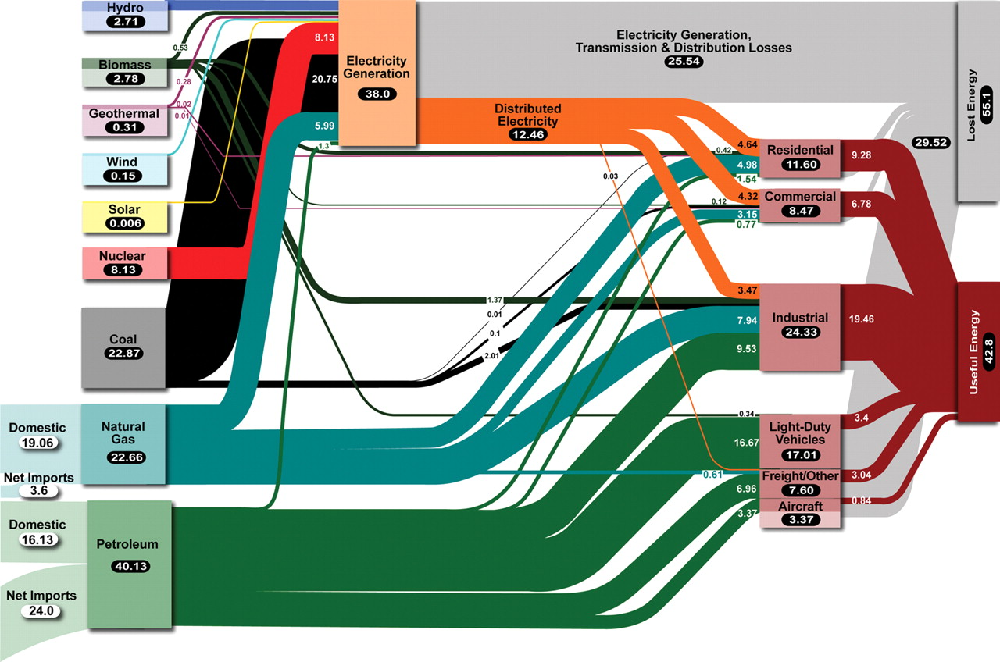 Hydro
2.71
Biomass
2.78
Geothermal
0.31
Wind
0.15
Solar
0.006
Nuclear
8.13
Coal
22.87
Domestic
19.06
Net Imports
3.6
Natural
Gas
22.66
Domestic
16.13
Net Imports
24.0
Petroleum
40.13
0.53
0.28
0.02
0.01
8.13
20.75
5.99
1.3
Electricity
Generation
38.0
Electricity Generation,
Transmission & Distribution Losses
25.54
Distributed
Electricity
12.46
0.03
1.37
0.01
0.1
2.01
0.42
4.64
4.98
1.54
4.32
0.12
3.15
0.77
3.47
7.94
9.53
0.34
16.67
0.61
6.96
3.37
Residential
11.60
Commercial
8.47
Industrial
24.33
Light-Duty
Vehicles
17.01
Freight/Other
7.60
Aircraft
3.37
9.28
6.78
19.46
3.4
3.04
0.84
29.52
Lost Energy
55.1
Useful Energy
42.8